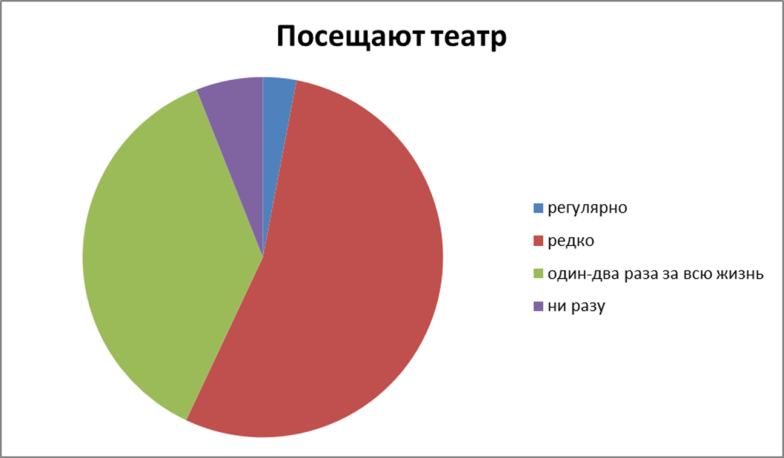 Посещают театр
регулярно
редко
один-два раза за всю жизнь
ни разу